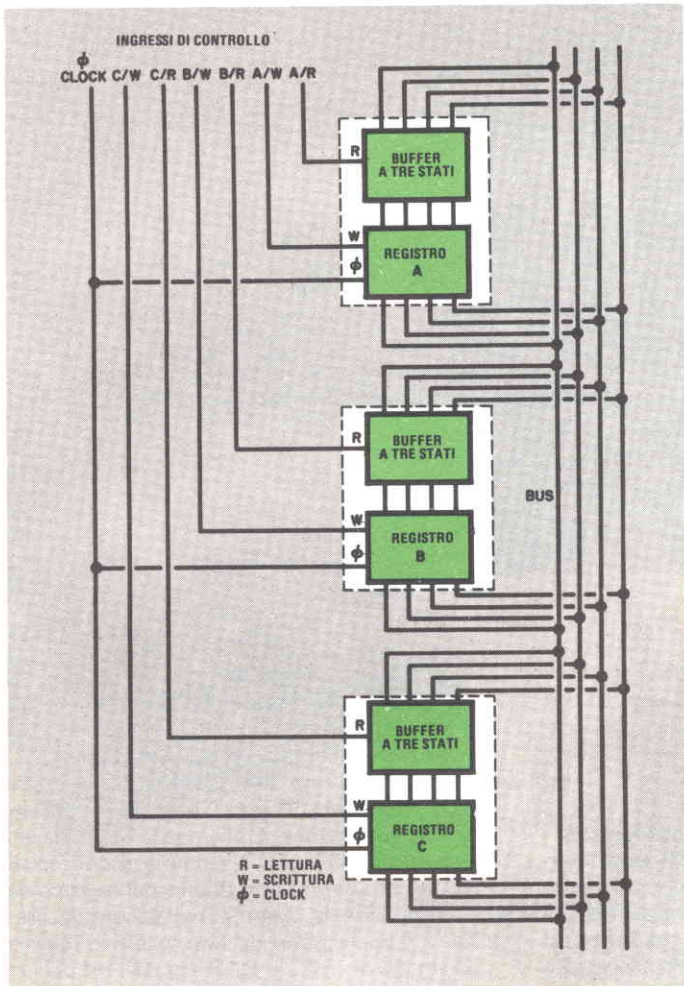 INGRESSI DI CONTROLLO
ϕ
CLOCK C/W C/R B/W B/R A/W A/R
R
BUFFER
A TRE STATI
W
ϕ
REGISTRO
A
R
BUFFER
A TRE STATI
BUS
W
ϕ
REGISTRO
B
R
BUFFER
A TRE STATI
W
ϕ
REGISTRO
C
R = LETTURA
W = SCRITTURA
ϕ = CLOCK